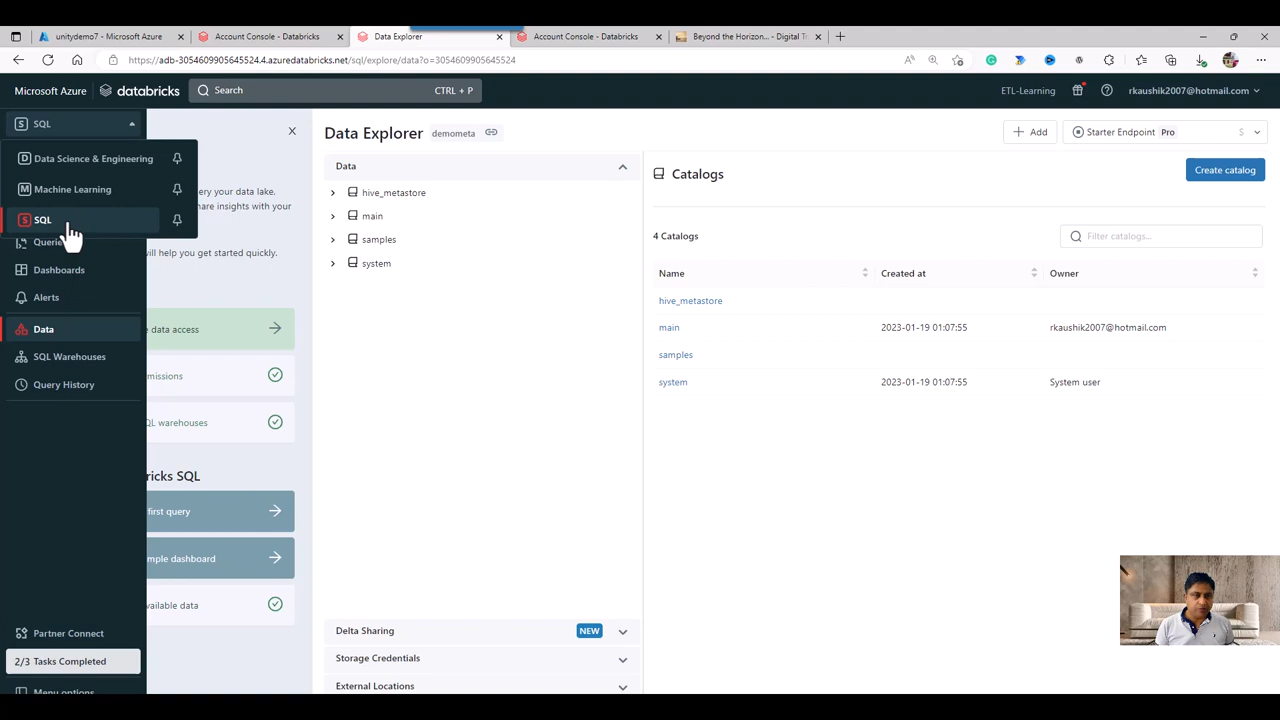 unitydemo7 - Microsoft Azure
Account Console - Databricks
Data Explorer
Account Console - Databricks
Beyond the Horizon... - Digital T
https://adb-3054609905645524.4.azuredatabricks.net/sql/explore/data?o=3054609905645524
Microsoft Azure
databricks
Search
CTRL + P
ETL-Learning
rkaushik2007@hotmail.com
SQL
Data Science & Engineering
Machine Learning
SQL
Querie
Dashboards
Alerts
Data
SQL Warehouses
Query History
Partner Connect
2/3 Tasks Completed
Menu options
ery your data lake.
hare insights with your
will help you get started quickly.
e data access
missions
QL warehouses
ricks SQL
first query
mple dashboard
vailable data
Data Explorer
demometa
Add
Starter Endpoint Pro
S
Data
hive_metastore
main
samples
system
Delta Sharing
NEW
Storage Credentials
External Locations
Catalogs
Create catalog
4 Catalogs
Filter catalogs...
Name Created at Owner
hive_metastore
main 2023-01-19 01:07:55 rkaushik2007@hotmail.com
samples
system 2023-01-19 01:07:55 System user